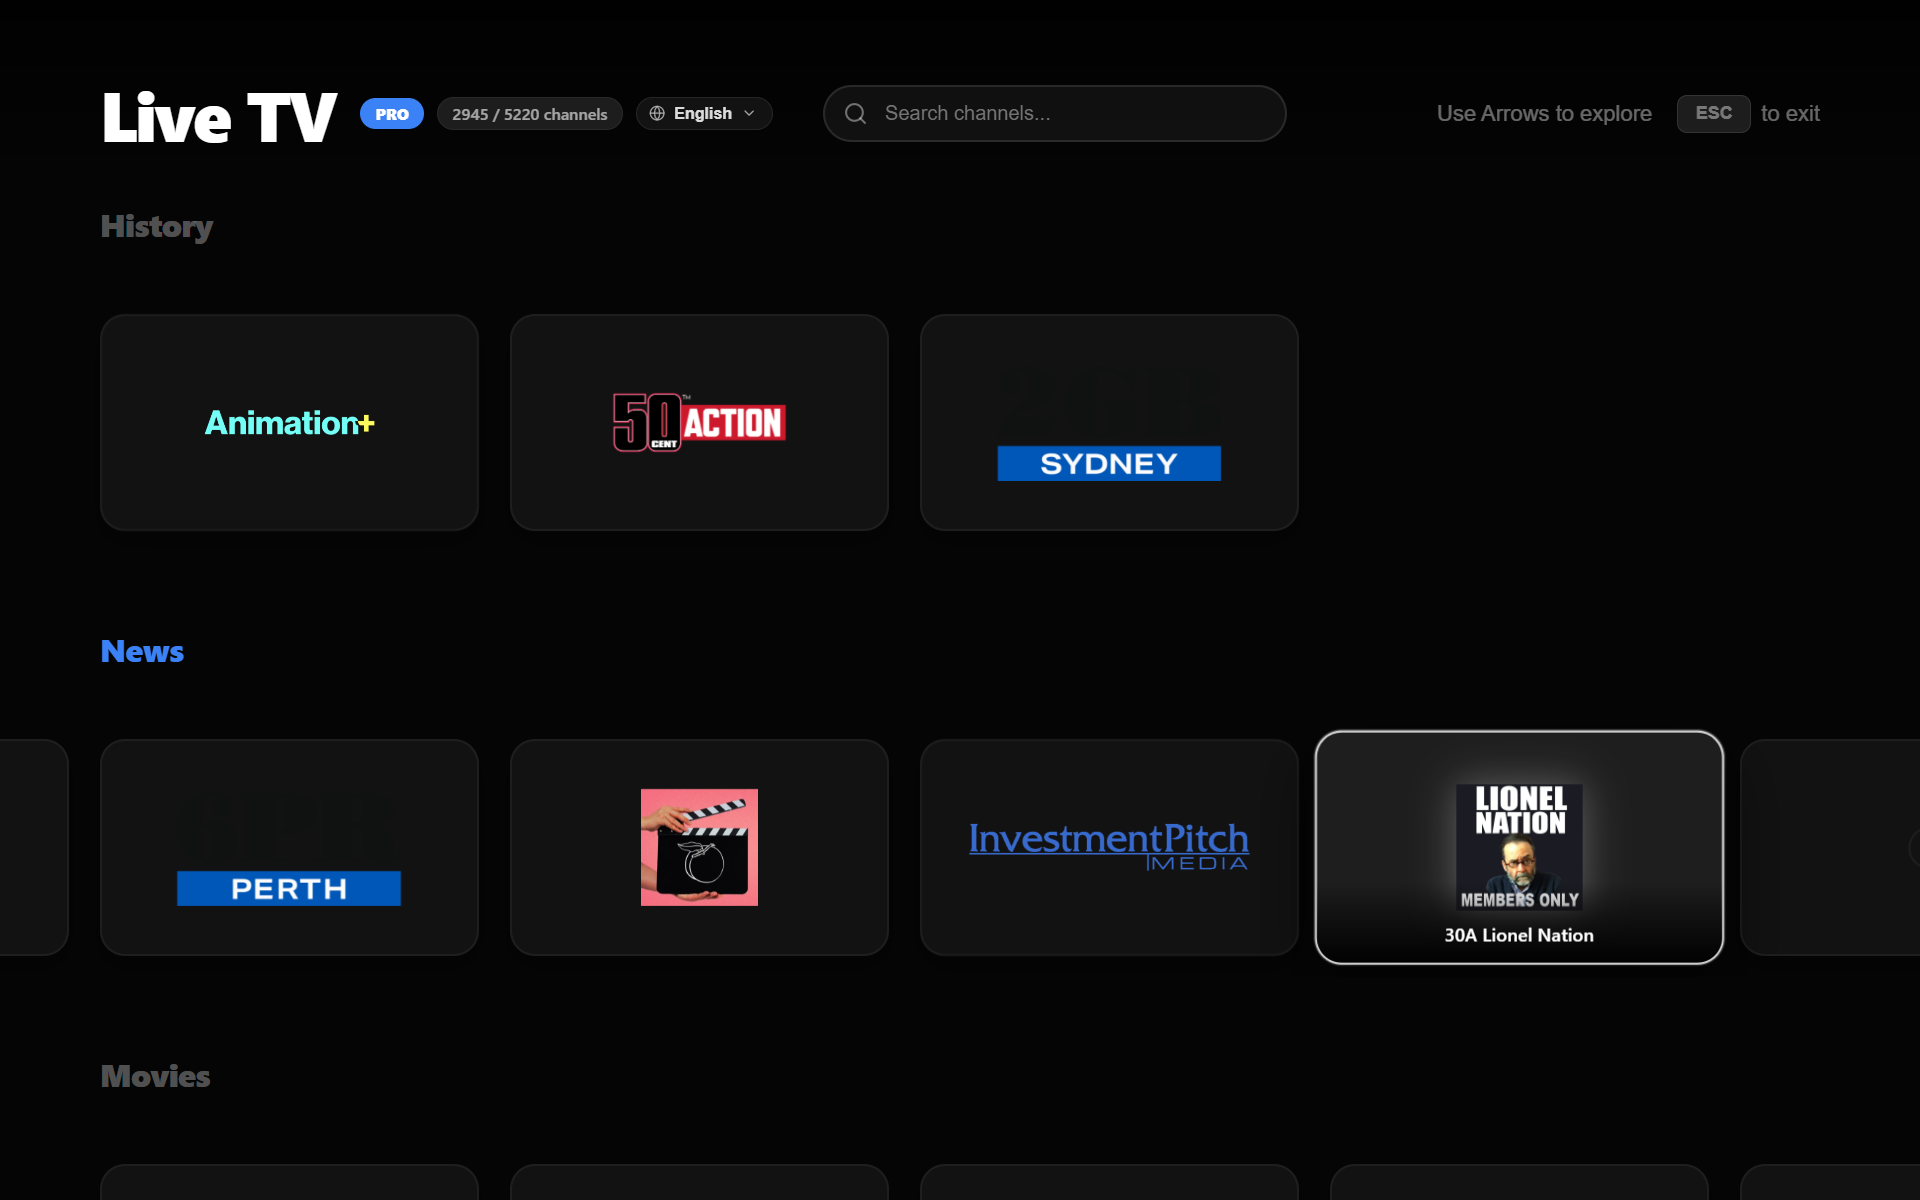 Live TV
PRO
2945 / 5220 channels
English
Search channels...
Use Arrows to explore
ESC
to exit
History
Animation+
50 CENT ACTION
TM
SYDNEY
News
PERTH
InvestmentPitch
MEDIA
LIONEL
NATION
MEMBERS ONLY
30A Lionel Nation
Movies